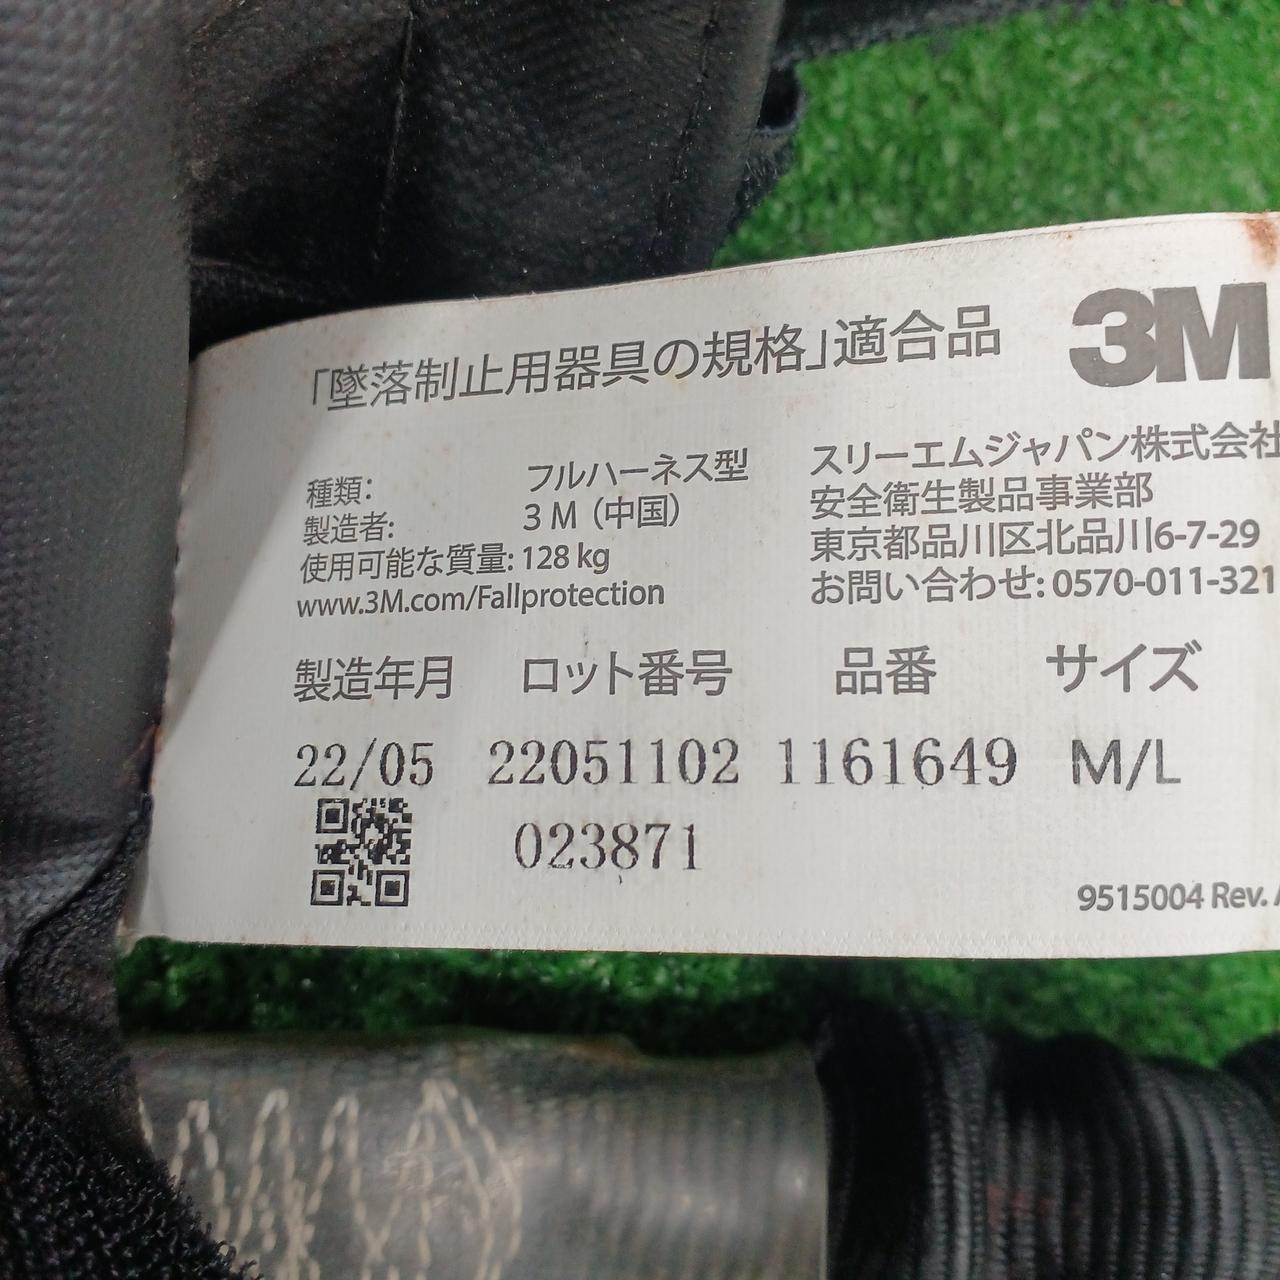 「墜落制止用器具の規格」適合品
3M
種類: フルハーネス型
製造者: 3 M (中国)
使用可能な質量: 128 kg
www.3M.com/Fallprotection
スリーエムジャパン株式会社
安全衛生製品事業部
東京都品川区北品川6-7-29
お問い合わせ: 0570-011-321
製造年月 ロット番号 品番 サイズ
22/05 22051102 1161649 M/L
023871
9515004 Rev.